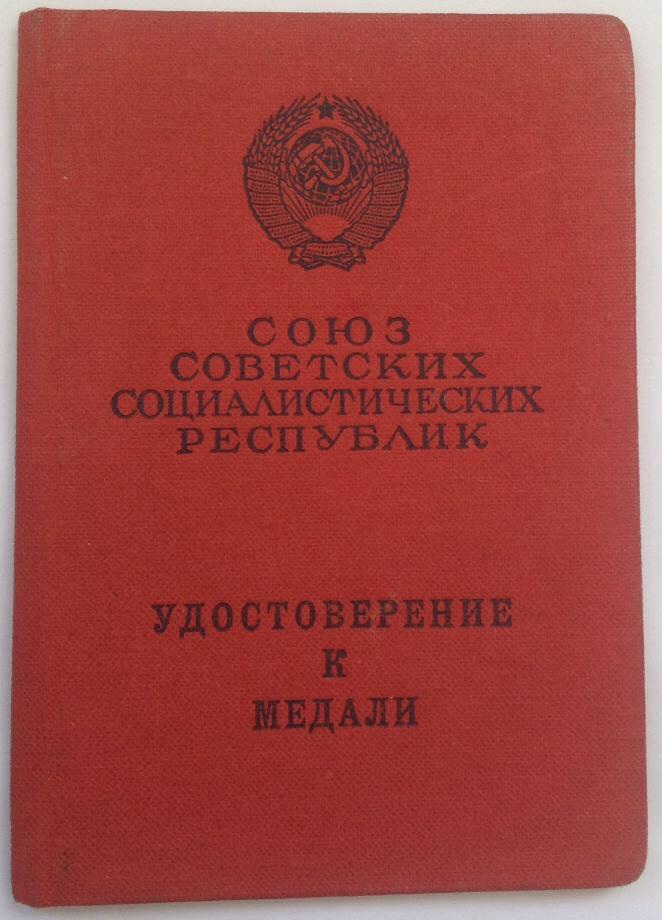 СОЮЗ
СОВЕТСКИХ
СОЦИАЛИСТИЧЕСКИХ
РЕСПУБЛИК
УДОСТОВЕРЕНИЕ
К
МЕДАЛИ